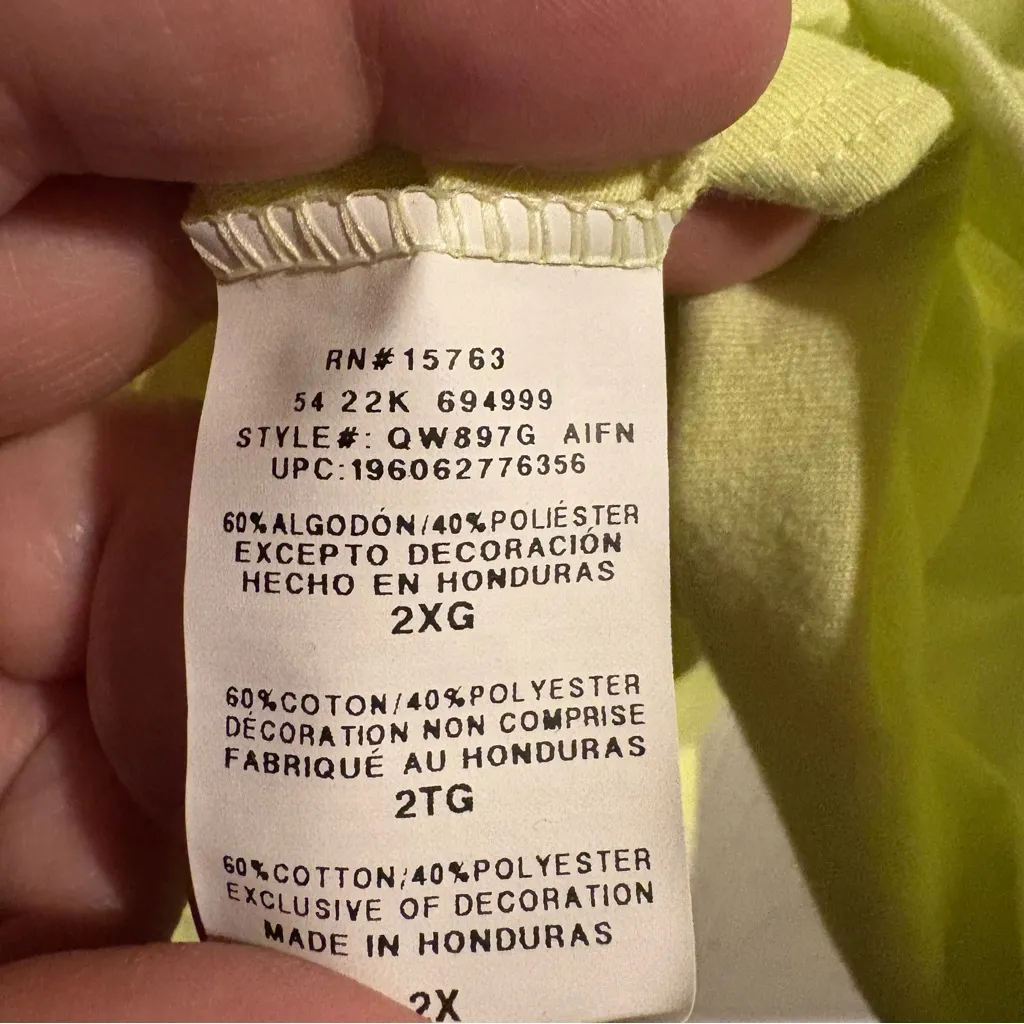 RN#15763
54 22K 694999
STYLE#: QW897G AIFN
UPC:196062776356
60%ALGODÓN/40%POLIÉSTER
EXCEPTO DECORACIÓN
HECHO EN HONDURAS
2XG
60%COTON/40%POLYESTER
DÉCORATION NON COMPRISE
FABRIQUÉ AU HONDURAS
2TG
60%COTTON/40%POLYESTER
EXCLUSIVE OF DECORATION
MADE IN HONDURAS
2X